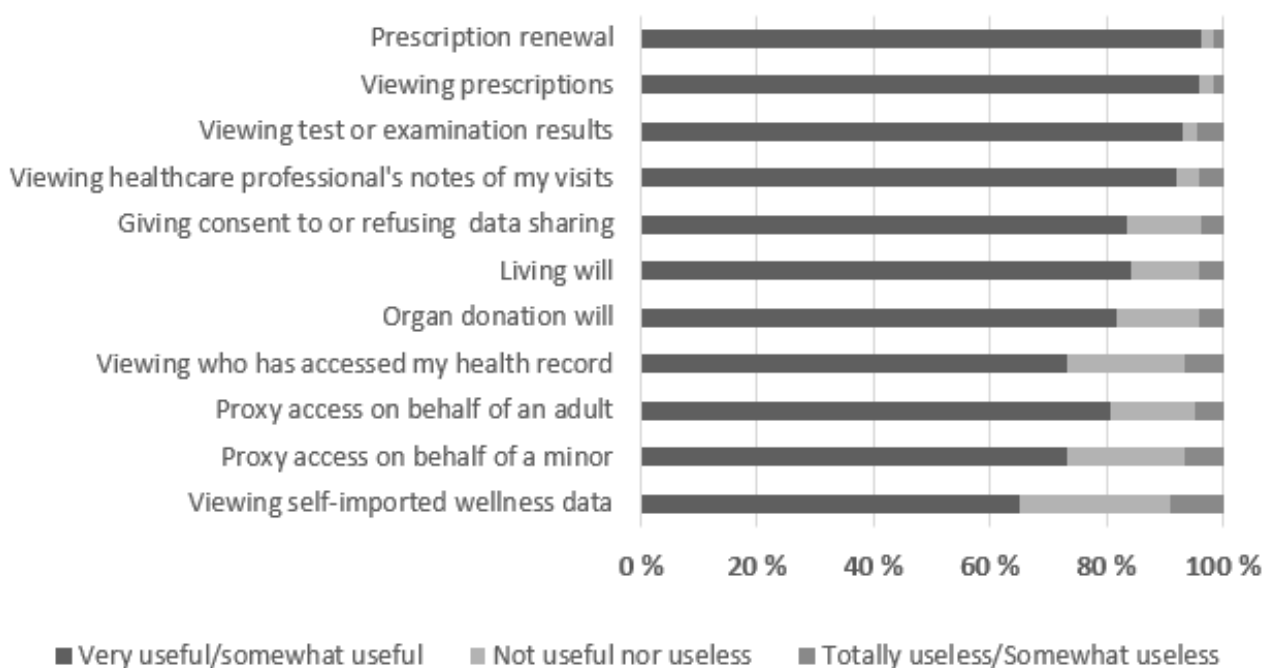 Prescription renewal
Viewing prescriptions
Viewing test or examination results
Viewing healthcare professional's notes of my visits
Giving consent to or refusing  data sharing
Living will
Organ donation will
Viewing who has accessed my health record
Proxy access on behalf of an adult
Proxy access on behalf of a minor
Viewing self-imported wellness data
0 % 20 % 40 % 60 % 80 % 100 %
Very useful/somewhat useful Not useful nor useless Totally useless/Somewhat useless